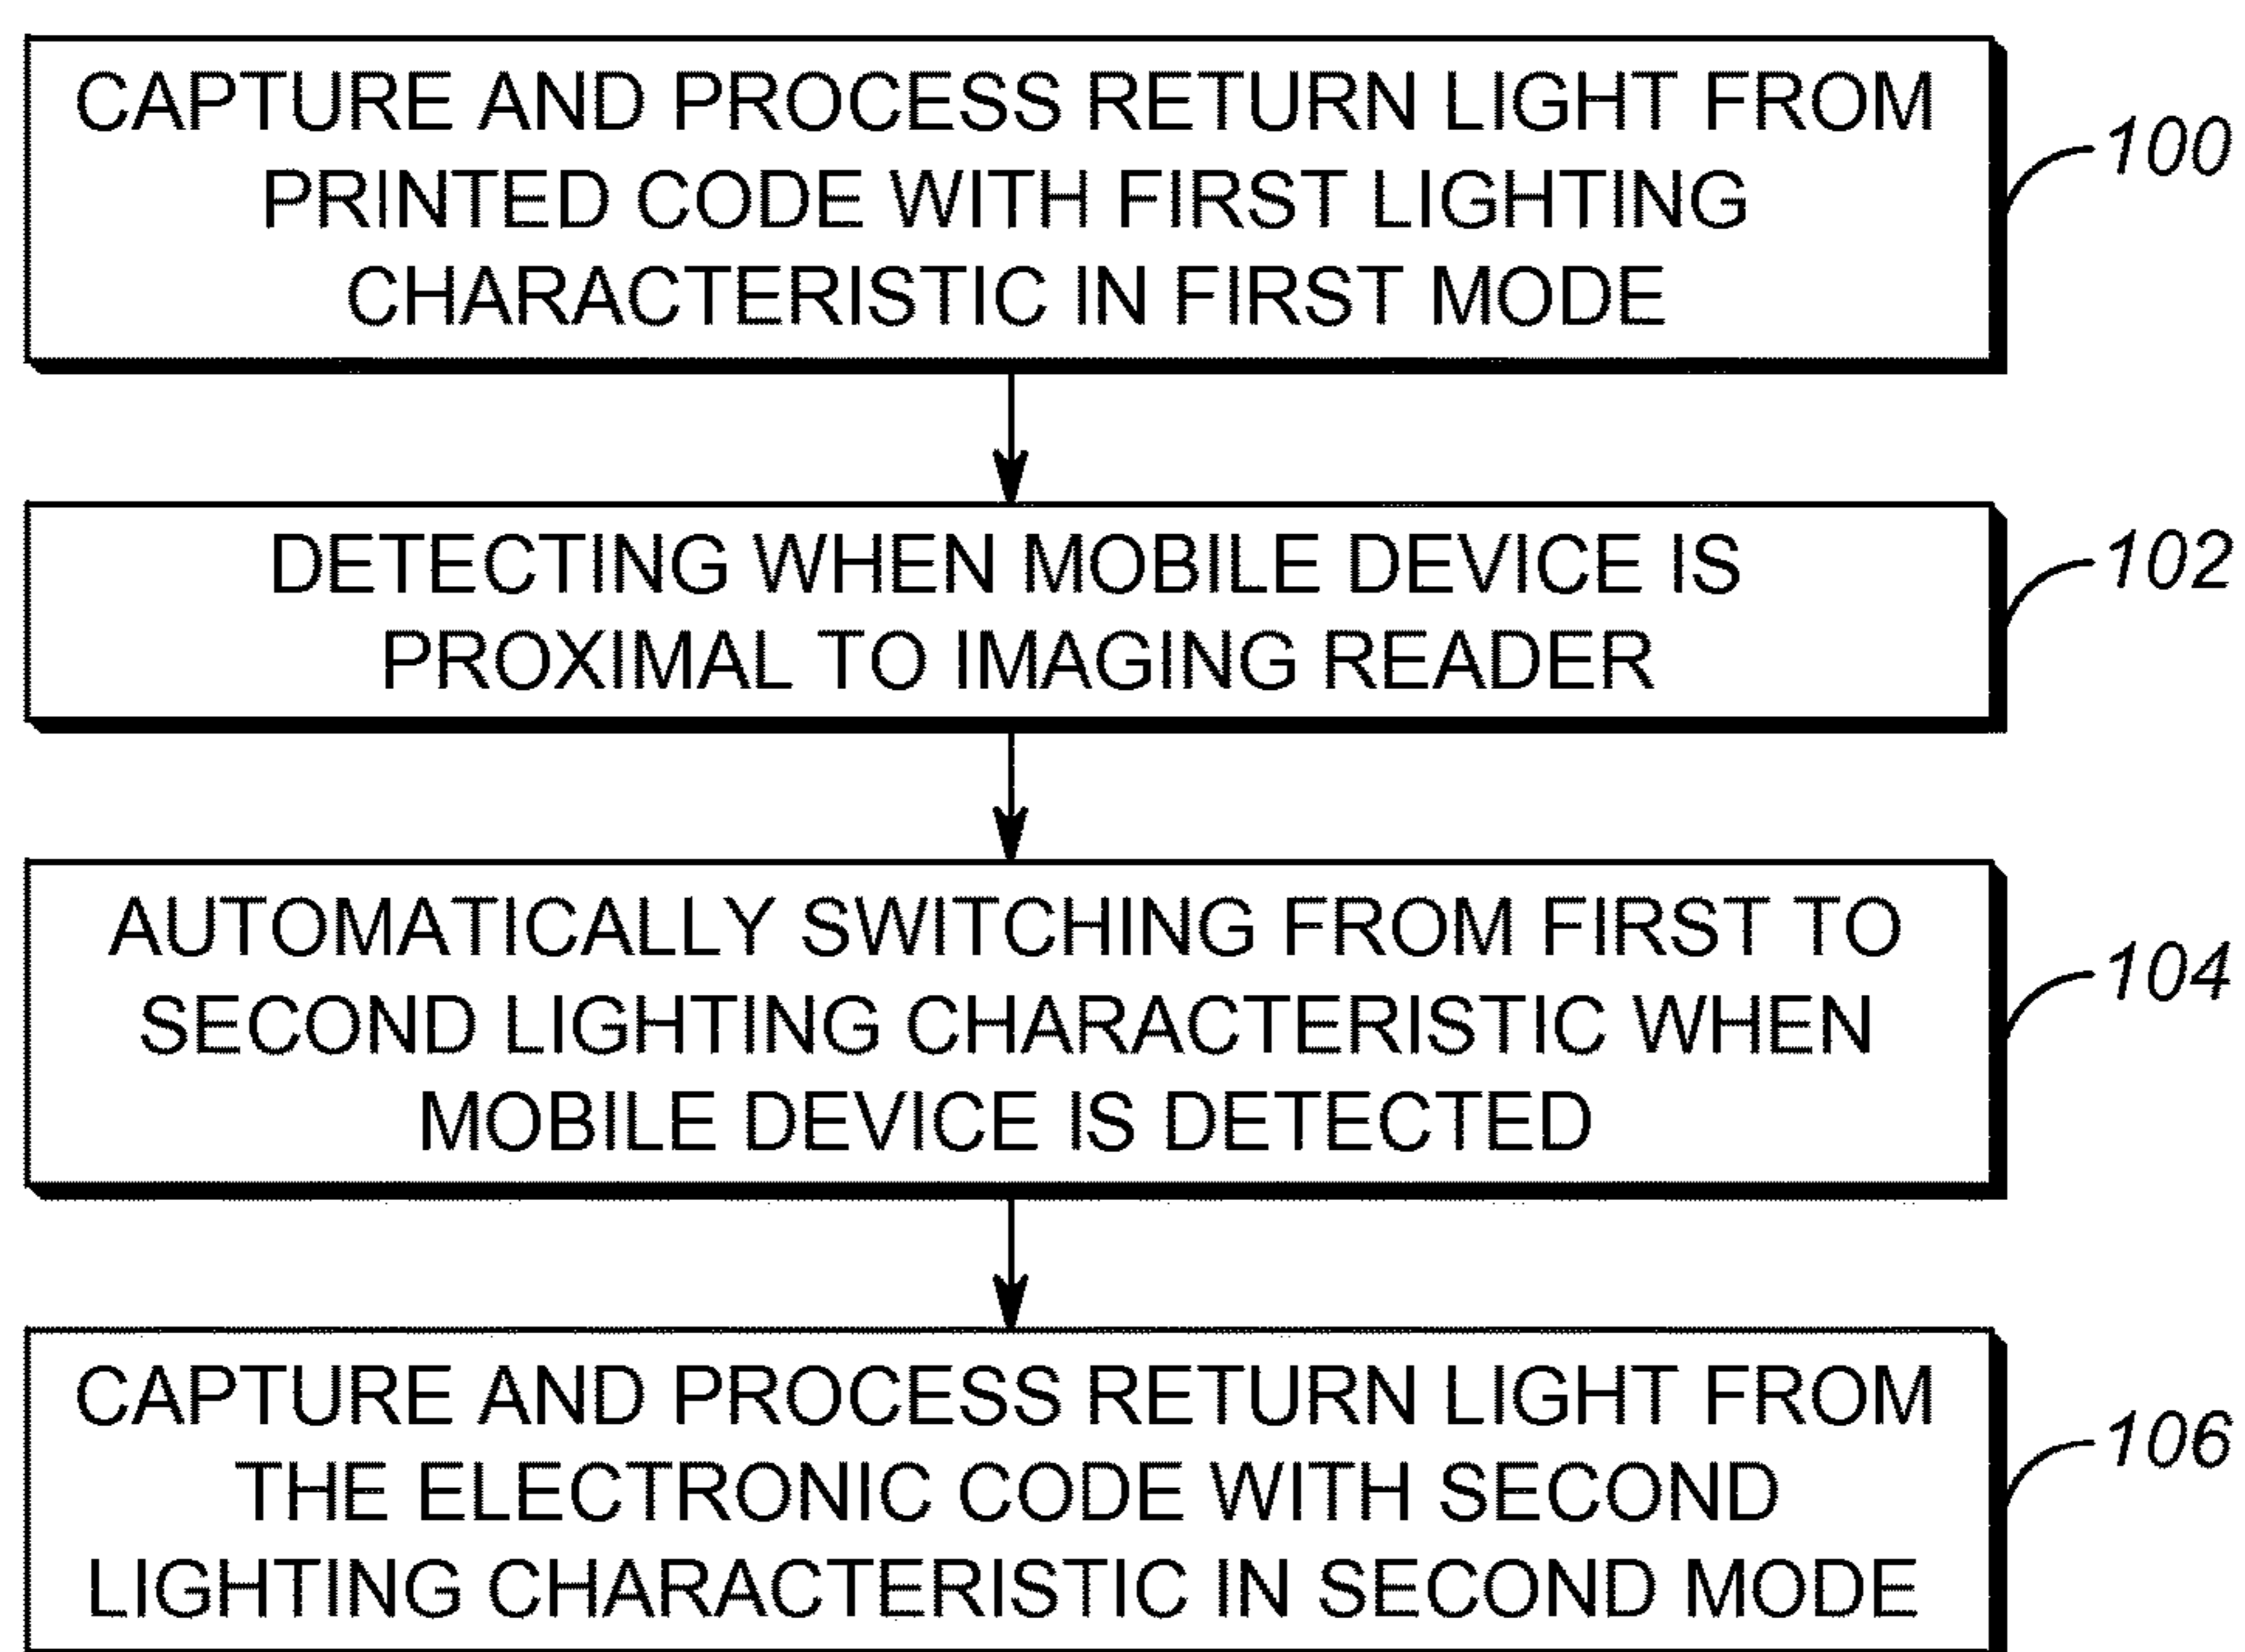 CAPTURE AND PROCESS RETURN LIGHT FROM
PRINTED CODE WITH FIRST LIGHTING
CHARACTERISTIC IN FIRST MODE
100
DETECTING WHEN MOBILE DEVICE IS
PROXIMAL TO IMAGING READER
102
AUTOMATICALLY SWITCHING FROM FIRST TO
SECOND LIGHTING CHARACTERISTIC WHEN
MOBILE DEVICE IS DETECTED
104
CAPTURE AND PROCESS RETURN LIGHT FROM
THE ELECTRONIC CODE WITH SECOND
LIGHTING CHARACTERISTIC IN SECOND MODE
106